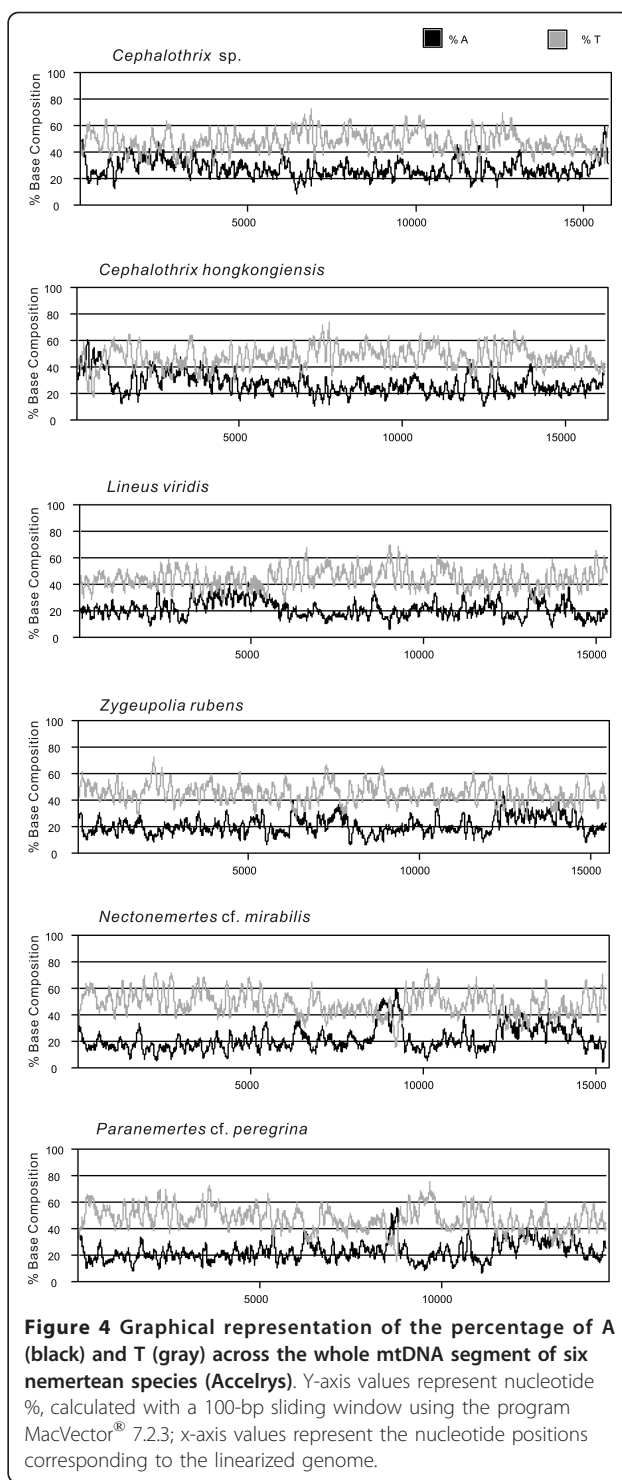 % A
% T
Cephalothrix sp.
% Base Composition
100
80
60
40
20
0
5000
10000
15000
Cephalothrix hongkongiensis
% Base Composition
100
80
60
40
20
0
5000
10000
15000
Lineus viridis
% Base Composition
100
80
60
40
20
0
5000
10000
15000
Zygeupolia rubens
% Base Composition
100
80
60
40
20
0
5000
10000
15000
Nectonemertes cf. mirabilis
% Base Composition
100
80
60
40
20
0
5000
10000
15000
Paranemertes cf. peregrina
% Base Composition
100
80
60
40
20
0
5000
10000
Figure 4 Graphical representation of the percentage of A
(black) and T (gray) across the whole mtDNA segment of six
nemertean species (Accelrys). Y-axis values represent nucleotide
%, calculated with a 100-bp sliding window using the program
MacVector® 7.2.3; x-axis values represent the nucleotide positions
corresponding to the linearized genome.